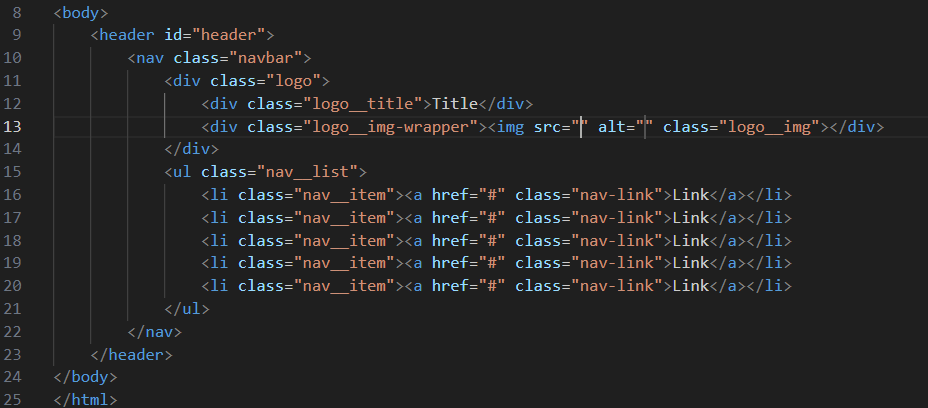 8 <body>
9 <header id="header">
10 <nav class="navbar">
11 <div class="logo">
12 <div class="logo__title">Title</div>
13 <div class="logo__img-wrapper"><img src="" alt="" class="logo__img"></div>
14 </div>
15 <ul class="nav__list">
16 <li class="nav__item"><a href="#" class="nav-link">Link</a></li>
17 <li class="nav__item"><a href="#" class="nav-link">Link</a></li>
18 <li class="nav__item"><a href="#" class="nav-link">Link</a></li>
19 <li class="nav__item"><a href="#" class="nav-link">Link</a></li>
20 <li class="nav__item"><a href="#" class="nav-link">Link</a></li>
21 </ul>
22 </nav>
23 </header>
24 </body>
25 </html>